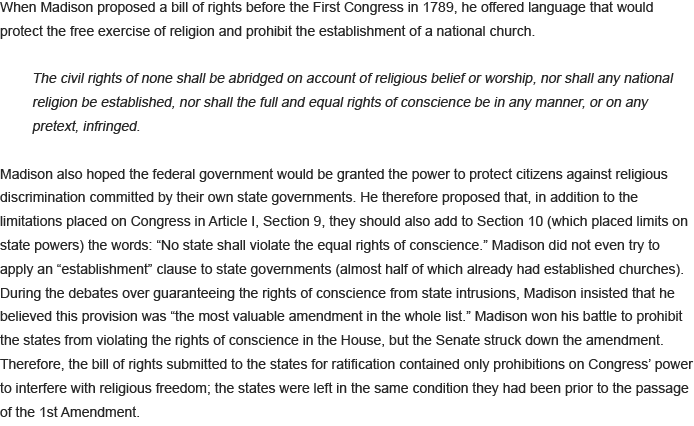 When Madison proposed a bill of rights before the First Congress in 1789, he offered language that would
protect the free exercise of religion and prohibit the establishment of a national church.
The civil rights of none shall be abridged on account of religious belief or worship, nor shall any national
religion be established, nor shall the full and equal rights of conscience be in any manner, or on any
pretext, infringed.
Madison also hoped the federal government would be granted the power to protect citizens against religious
discrimination committed by their own state governments. He therefore proposed that, in addition to the
limitations placed on Congress in Article I, Section 9, they should also add to Section 10 (which placed limits on
state powers) the words: “No state shall violate the equal rights of conscience.” Madison did not even try to
apply an “establishment” clause to state governments (almost half of which already had established churches).
During the debates over guaranteeing the rights of conscience from state intrusions, Madison insisted that he
believed this provision was “the most valuable amendment in the whole list.” Madison won his battle to prohibit
the states from violating the rights of conscience in the House, but the Senate struck down the amendment.
Therefore, the bill of rights submitted to the states for ratification contained only prohibitions on Congress’ power
to interfere with religious freedom; the states were left in the same condition they had been prior to the passage
of the 1st Amendment.